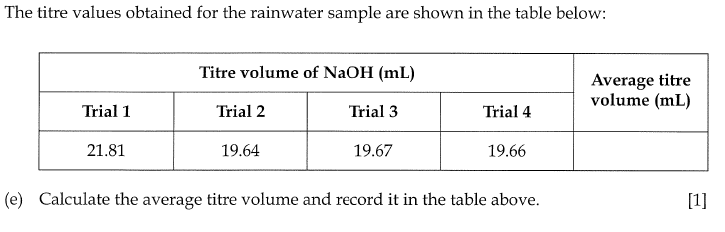 The titre values obtained for the rainwater sample are shown in the table below:
Titre volume of NaOH (mL)
Average titre
volume (mL)
Trial 1 Trial 2 Trial 3 Trial 4
21.81 19.64 19.67 19.66
(e) Calculate the average titre volume and record it in the table above. [1]